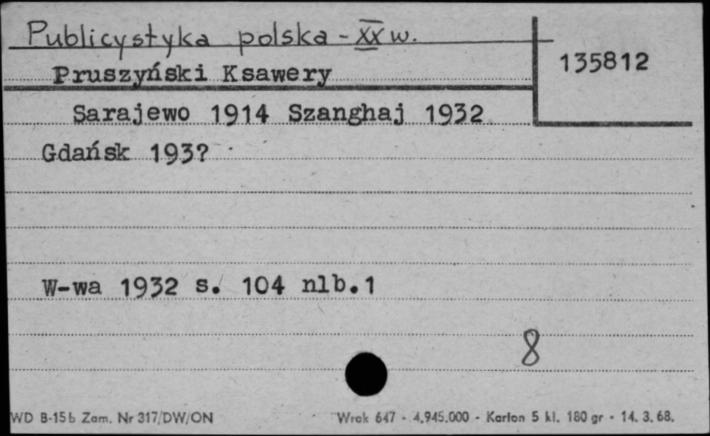 Publicystyka polska - XX w.
135812
Pruszyński Ksawery
Sarajewo 1914 Szanghaj 1932
Gdańsk 193?
W-wa 1932 s. 104 nlb.1
8
WD B-15b Zam. Nr 317/DW/ON Wrok 647 - 4.945.000 - Karton 5 kl. 180 gr - 14. 3. 68.